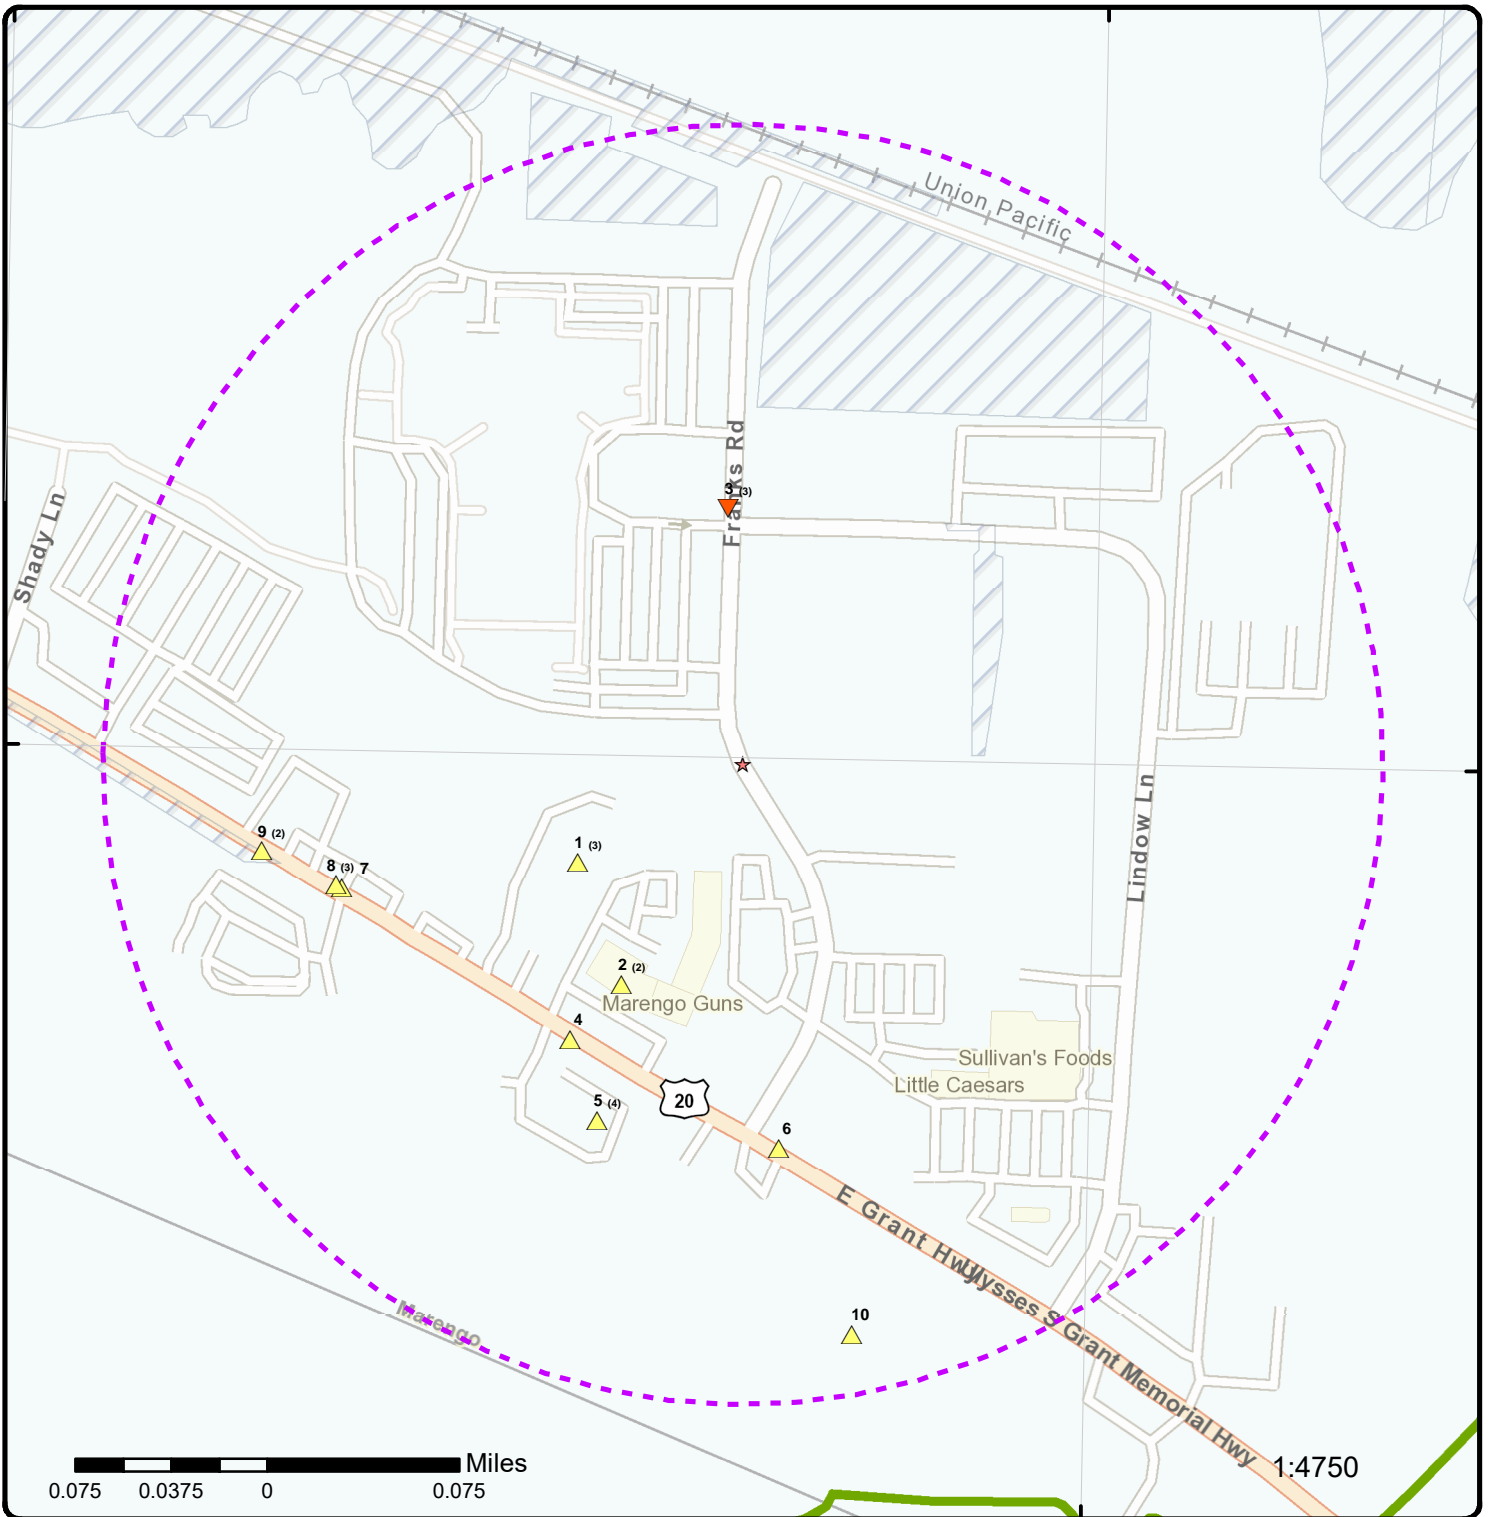 Union Pacific
Franks Rd
3 (3)
Shady Ln
Lindow Ln
9 (2)
8 (3)
7
1 (3)
2 (2)
Marengo Guns
4
Sullivan's Foods
Little Caesars
20
5 (4)
6
E Grant Hwy
Ulysses S Grant Memorial Hwy
Marengo
10
Miles
0.075 0.0375 0 0.075
1:4750